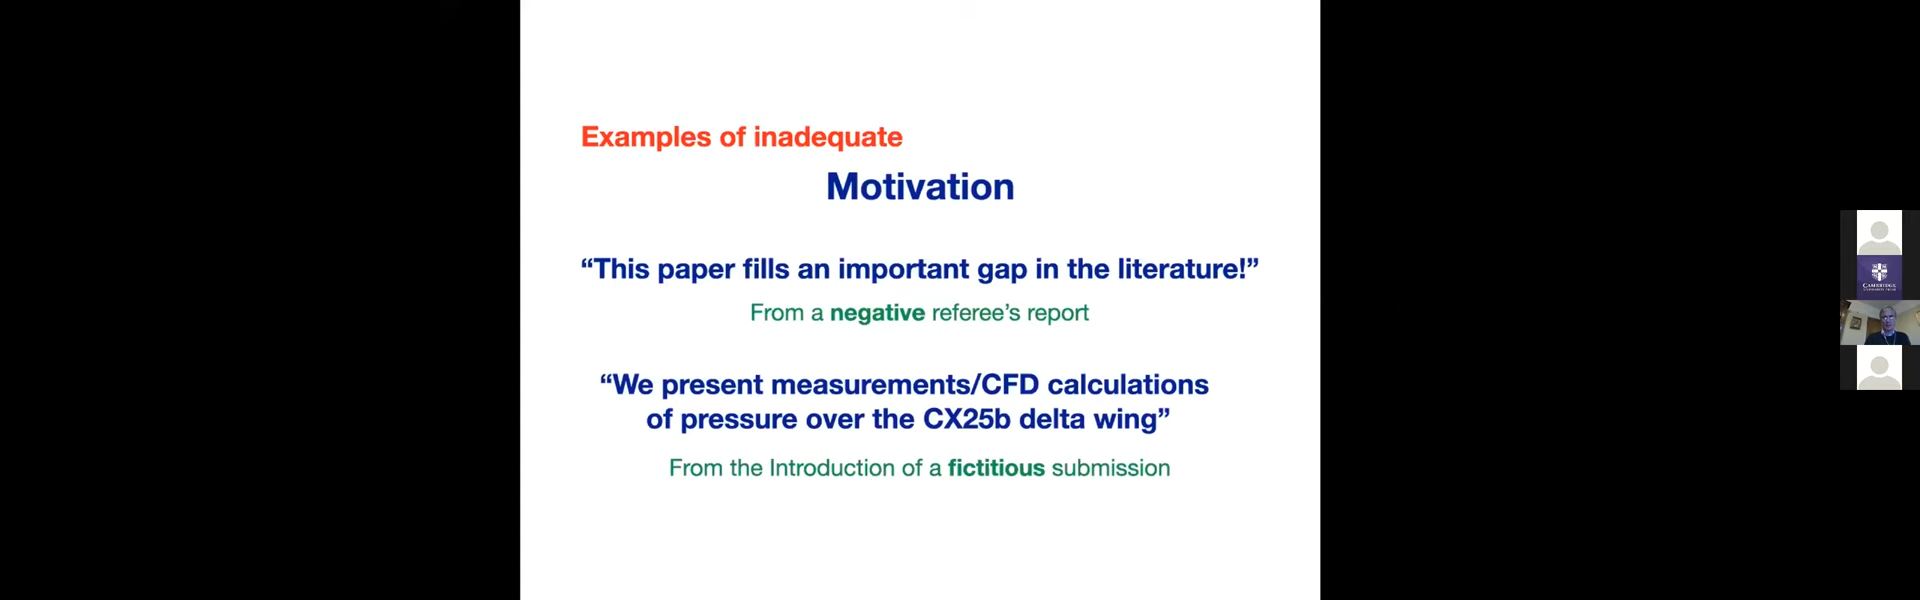 Examples of inadequate
Motivation
“This paper fills an important gap in the literature!”
From a negative referee’s report
“We present measurements/CFD calculations
of pressure over the CX25b delta wing”
From the Introduction of a fictitious submission
CAMBRIDGE